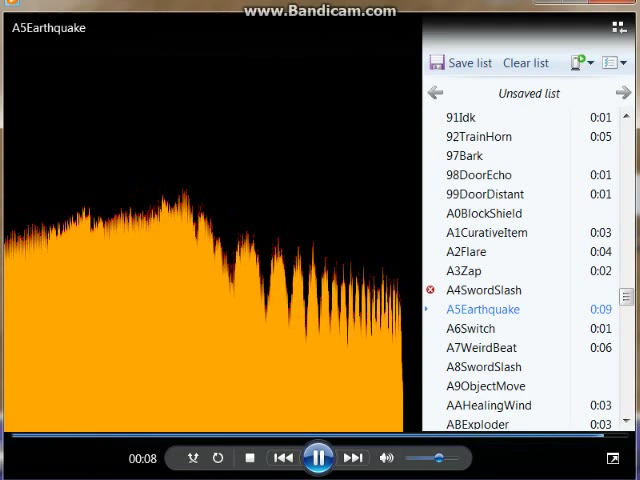 www.Bandicam.com
A5Earthquake
Save list
Clear list
Unsaved list
91Idk 0:01
92TrainHorn 0:05
97Bark
98DoorEcho 0:01
99DoorDistant 0:01
A0BlockShield
A1CurativeItem 0:03
A2Flare 0:04
A3Zap 0:02
A4SwordSlash
A5Earthquake 0:09
A6Switch 0:01
A7WeirdBeat 0:06
A8SwordSlash
A9ObjectMove
AAHealingWind 0:03
ABExploder 0:03
00:08